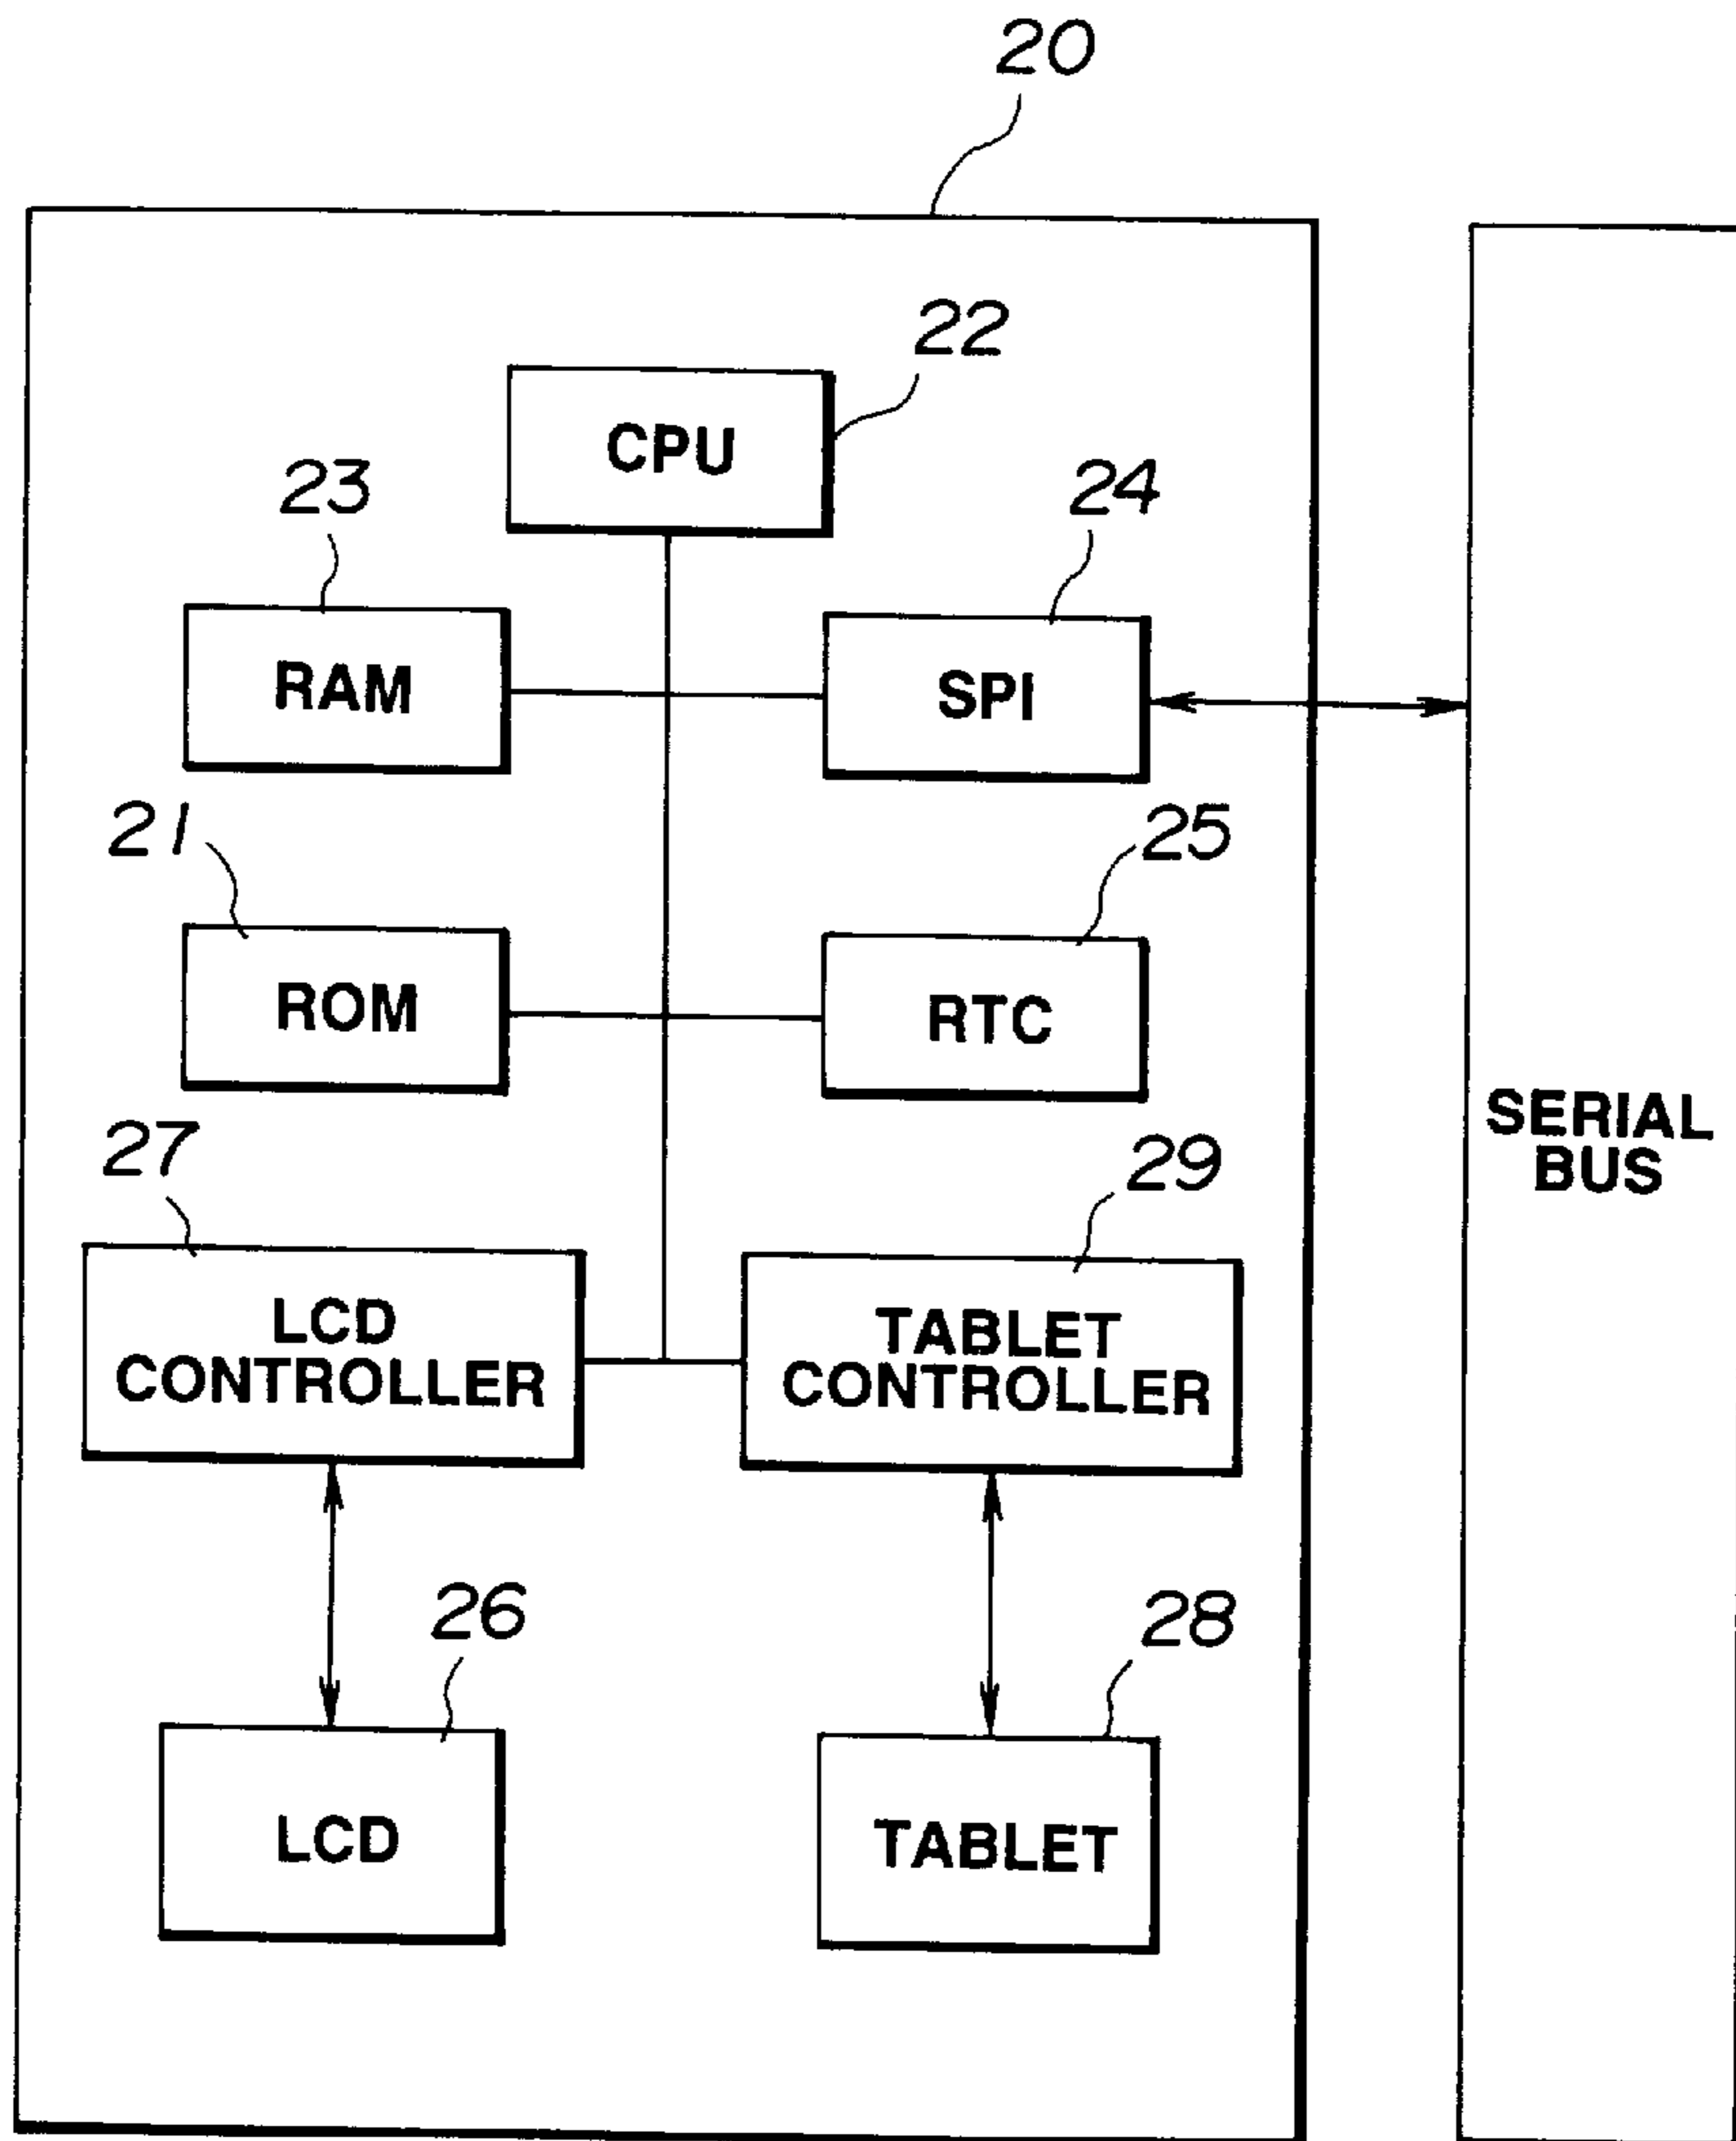 20
22
CPU
23
24
RAM
SPI
21
25
ROM
RTC
SERIAL
BUS
27
29
LCD
CONTROLLER
TABLET
CONTROLLER
26
28
LCD
TABLET